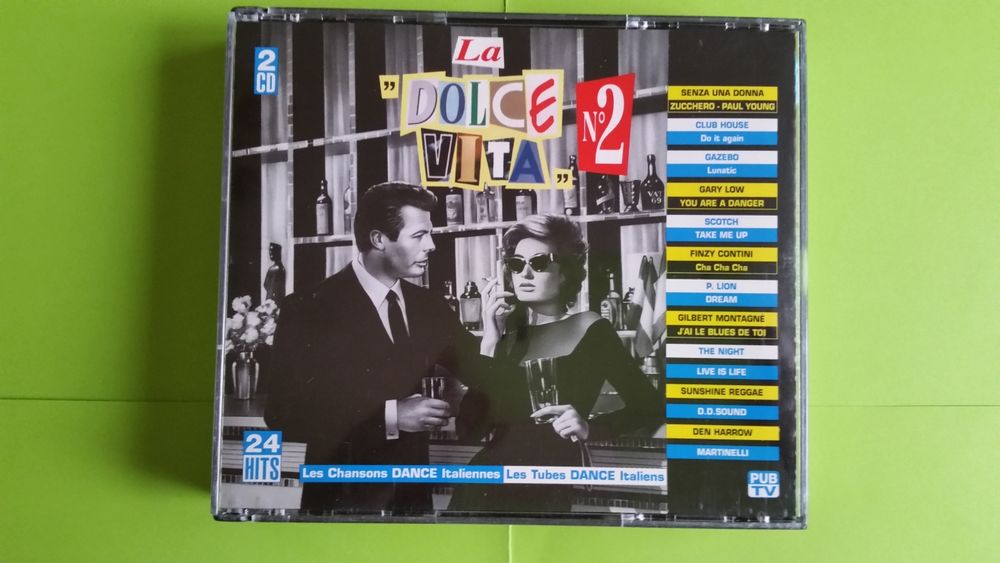 2
CD
La
"DOLCE
VITA"
N°2
VAT
69
SENZA UNA DONNA
ZUCCHERO - PAUL YOUNG
CLUB HOUSE
Do it again
GAZEBO
Lunatic
GARY LOW
YOU ARE A DANGER
SCOTCH
TAKE ME UP
FINZY CONTINI
Cha Cha Cha
P. LION
DREAM
GILBERT MONTAGNÉ
J'AI LE BLUES DE TOI
THE NIGHT
LIVE IS LIFE
SUNSHINE REGGAE
D.D.SOUND
DEN HARROW
MARTINELLI
24
HITS
Les Chansons DANCE Italiennes Les Tubes DANCE Italiens
PUB
TV